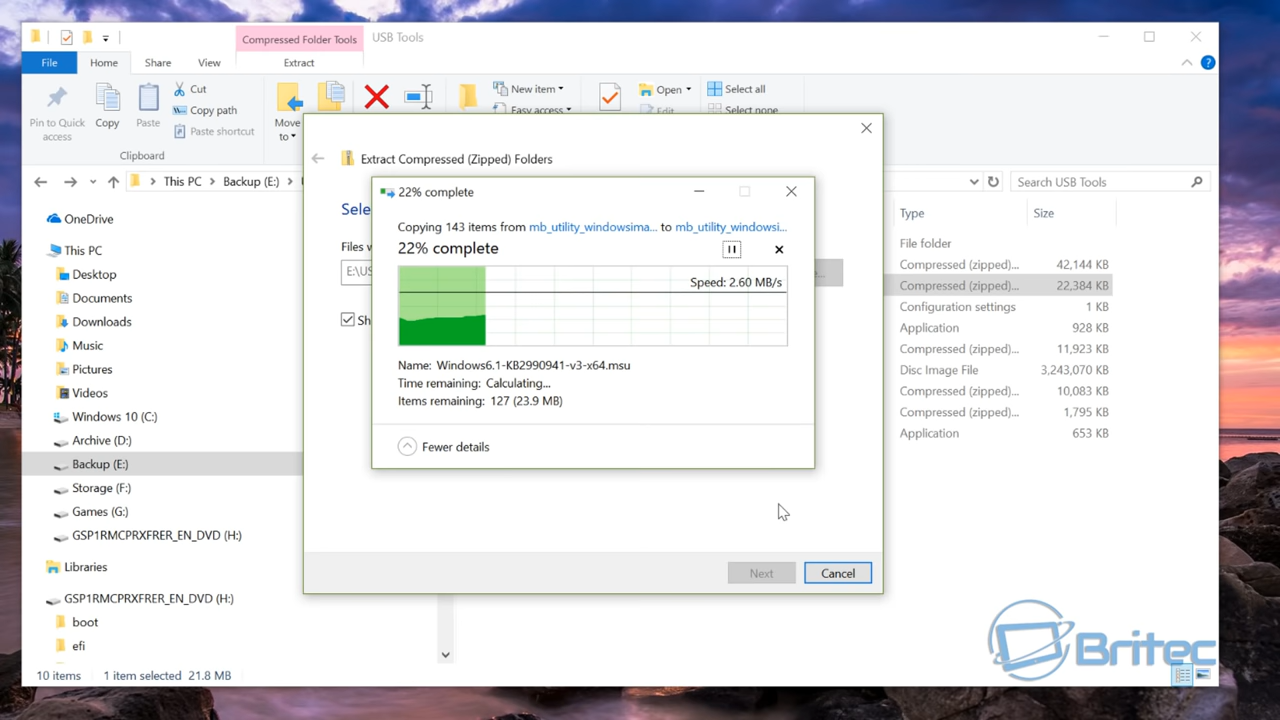 Compressed Folder Tools
USB Tools
File
Home
Share
View
Extract
Pin to Quick access
Copy
Paste
Cut
Copy path
Paste shortcut
Clipboard
Move to
New item
Easy access
Open
Edit
Select all
Select none
This PC
Backup (E:)
Search USB Tools
OneDrive
This PC
Desktop
Documents
Downloads
Music
Pictures
Videos
Windows 10 (C:)
Archive (D:)
Backup (E:)
Storage (F:)
Games (G:)
GSP1RMCPRXFRER_EN_DVD (H:)
Libraries
GSP1RMCPRXFRER_EN_DVD (H:)
boot
efi
10 items
1 item selected 21.8 MB
Extract Compressed (Zipped) Folders
Sele
Files w
E:\US
Sh
22% complete
Copying 143 items from mb_utility_windowsima... to mb_utility_windowsi...
22% complete
Speed: 2.60 MB/s
Name: Windows6.1-KB2990941-v3-x64.msu
Time remaining: Calculating...
Items remaining: 127 (23.9 MB)
Fewer details
Next
Cancel
Type
Size
File folder
Compressed (zipped)... 42,144 KB
Compressed (zipped)... 22,384 KB
Configuration settings 1 KB
Application 928 KB
Compressed (zipped)... 11,923 KB
Disc Image File 3,243,070 KB
Compressed (zipped)... 10,083 KB
Compressed (zipped)... 1,795 KB
Application 653 KB
Britec